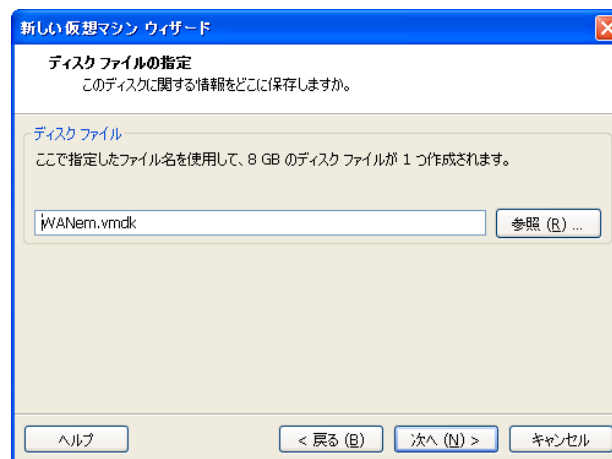 新しい仮想マシン ウィザード
ディスク ファイルの指定
このディスクに関する情報をどこに保存しますか。
ディスク ファイル
ここで指定したファイル名を使用して、8 GB のディスク ファイルが 1 つ作成されます。
WANem.vmdk
参照 (R) ...
ヘルプ
< 戻る (B)
次へ (N) >
キャンセル